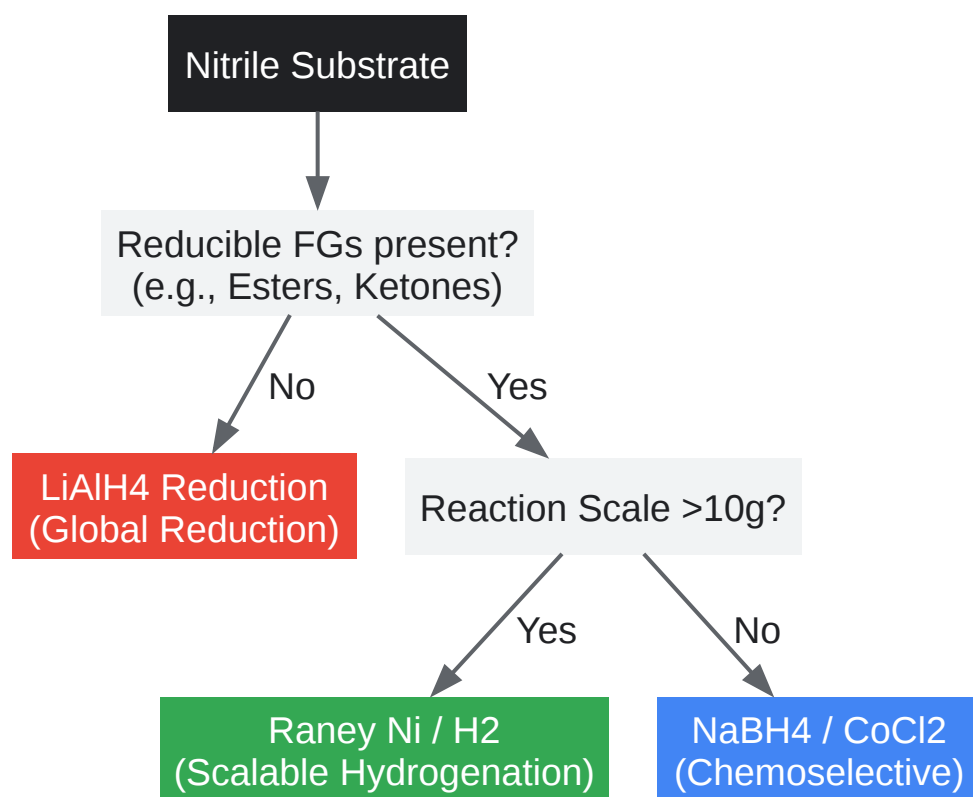 Nitrile Substrate
Reducible FGs present?
(e.g., Esters, Ketones)
No
Yes
LiAlH4 Reduction
(Global Reduction)
Reaction Scale >10g?
Yes
No
Raney Ni / H2
(Scalable Hydrogenation)
NaBH4 / CoCl2
(Chemoselective)